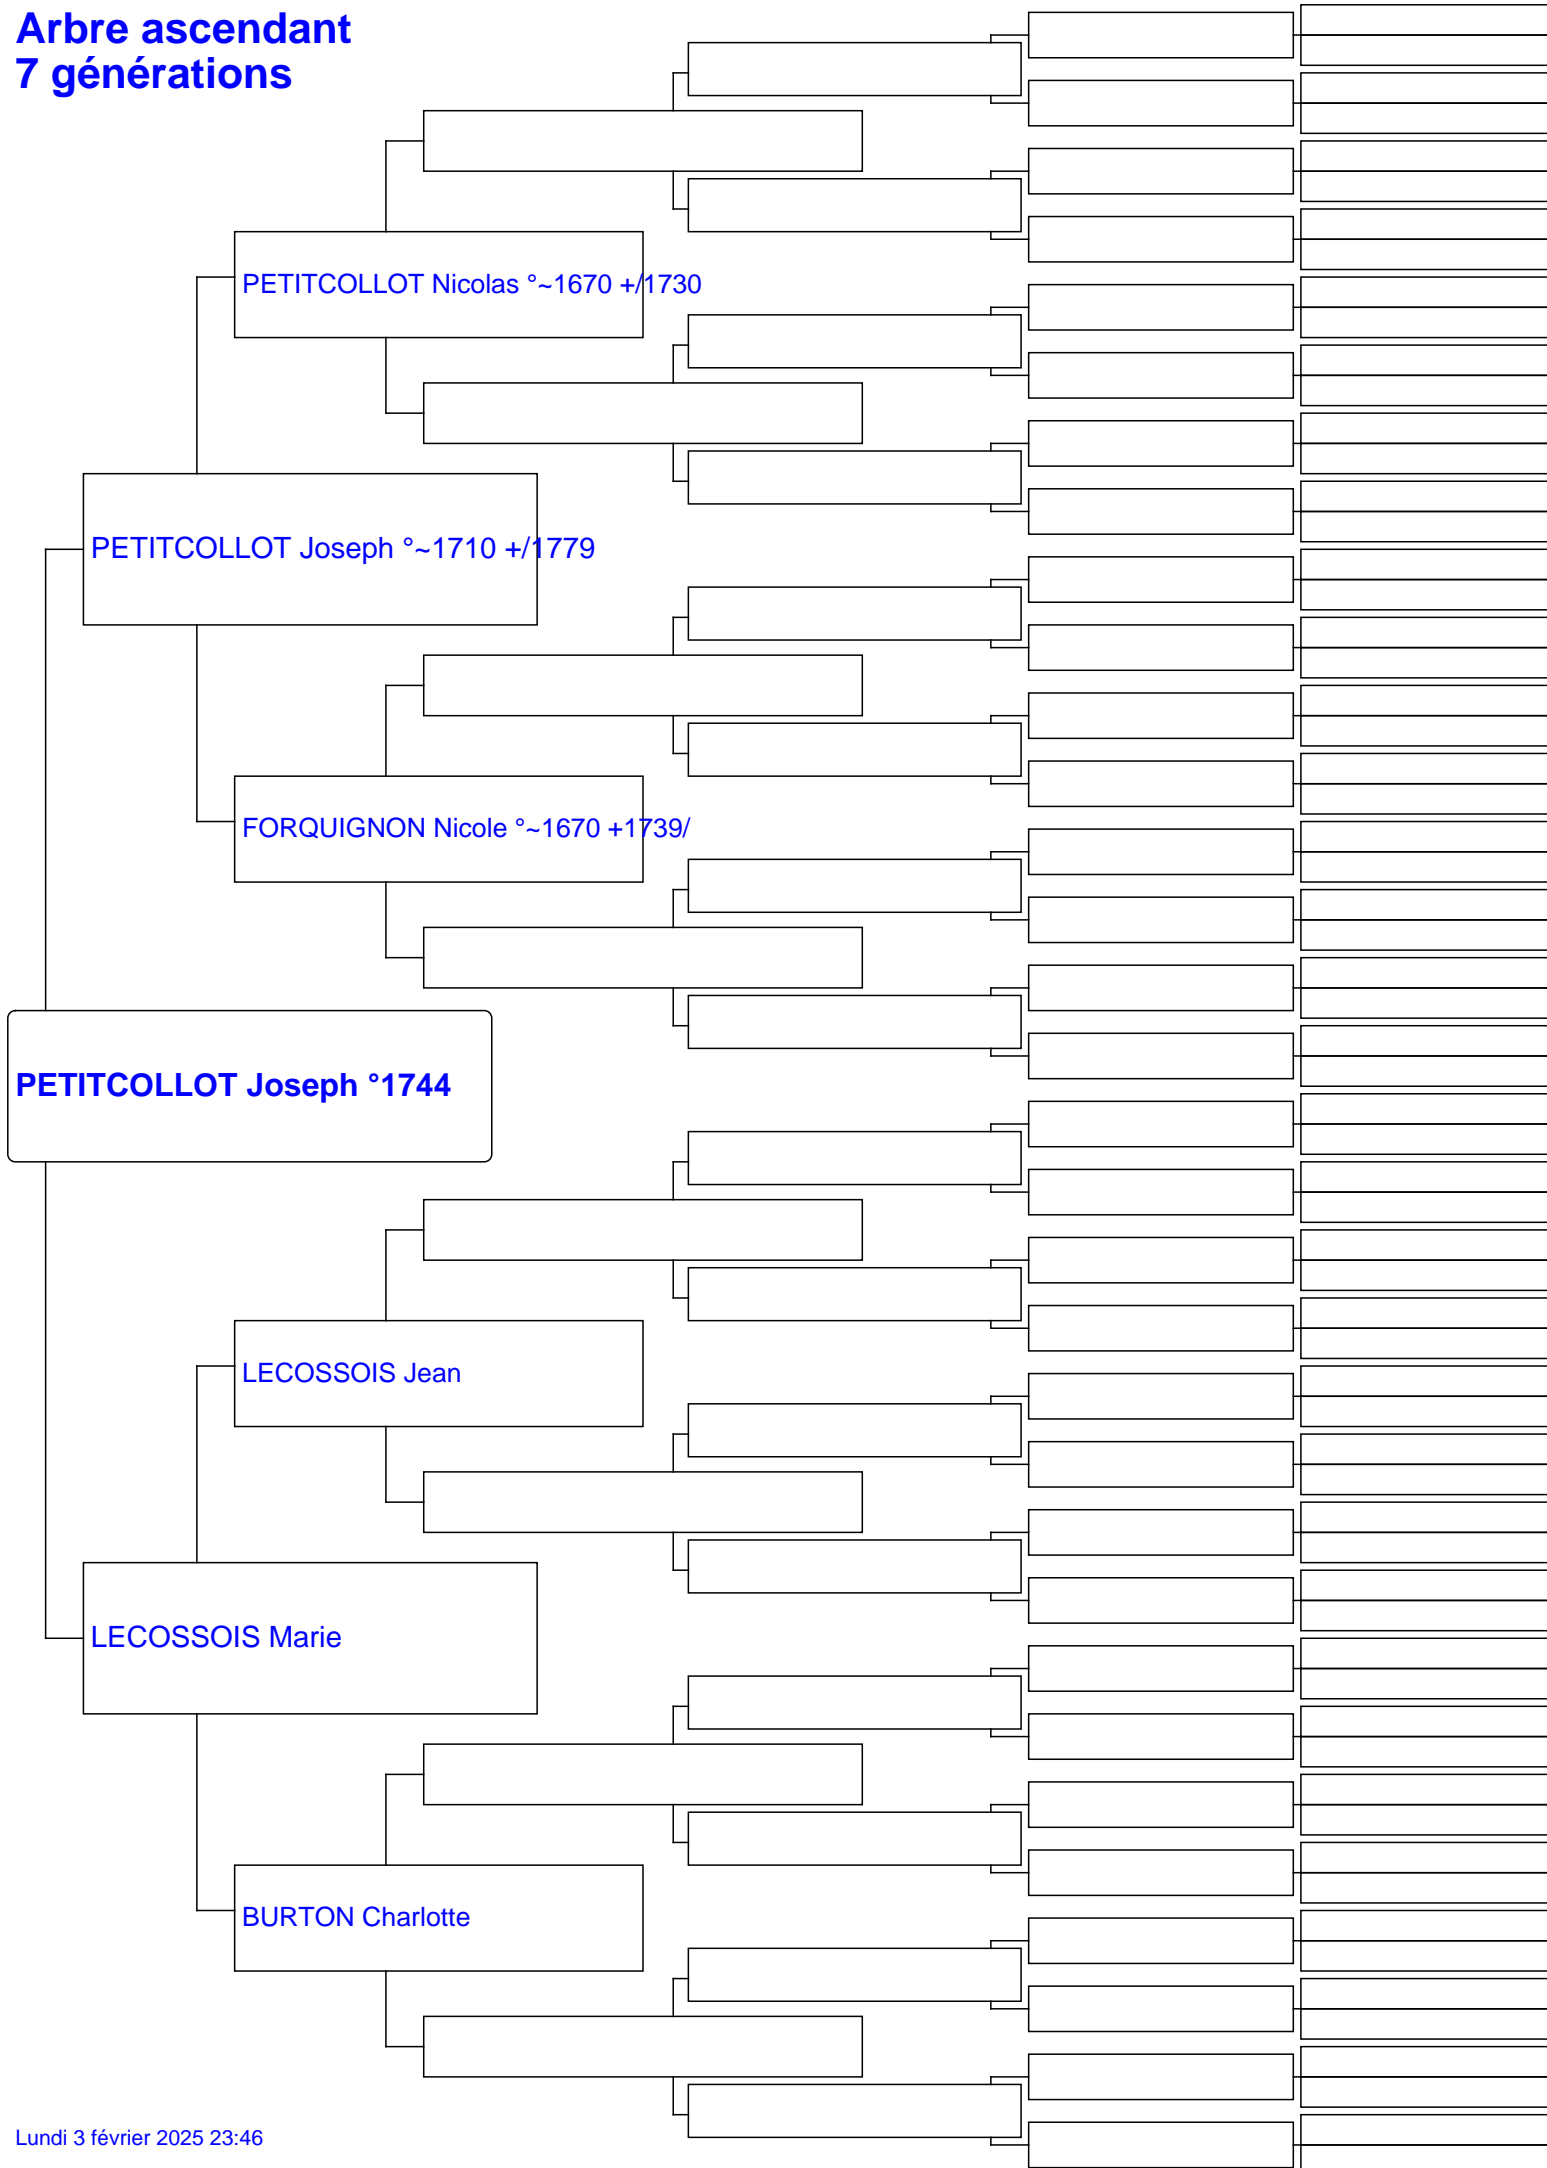 Arbre ascendant
7 générations
PETITCOLLOT Nicolas °~1670 +/1730
PETITCOLLOT Joseph °~1710 +/1779
FORQUIGNON Nicole °~1670 +1739/
PETITCOLLOT Joseph °1744
LECOSSOIS Jean
LECOSSOIS Marie
BURTON Charlotte
Lundi 3 février 2025 23:46